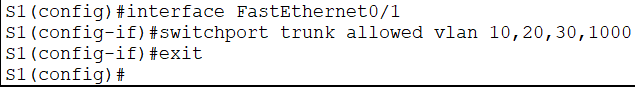 S1(config)#interface FastEthernet0/1
S1(config-if)#switchport trunk allowed vlan 10,20,30,1000
S1(config-if)#exit
S1(config)#